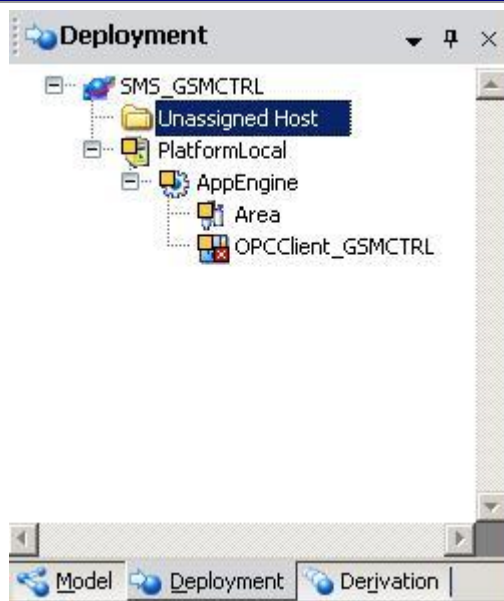 Deployment
SMS_GSMCTRL
Unassigned Host
PlatformLocal
AppEngine
Area
OPCClient_GSMCTRL
Model Deployment Derivation